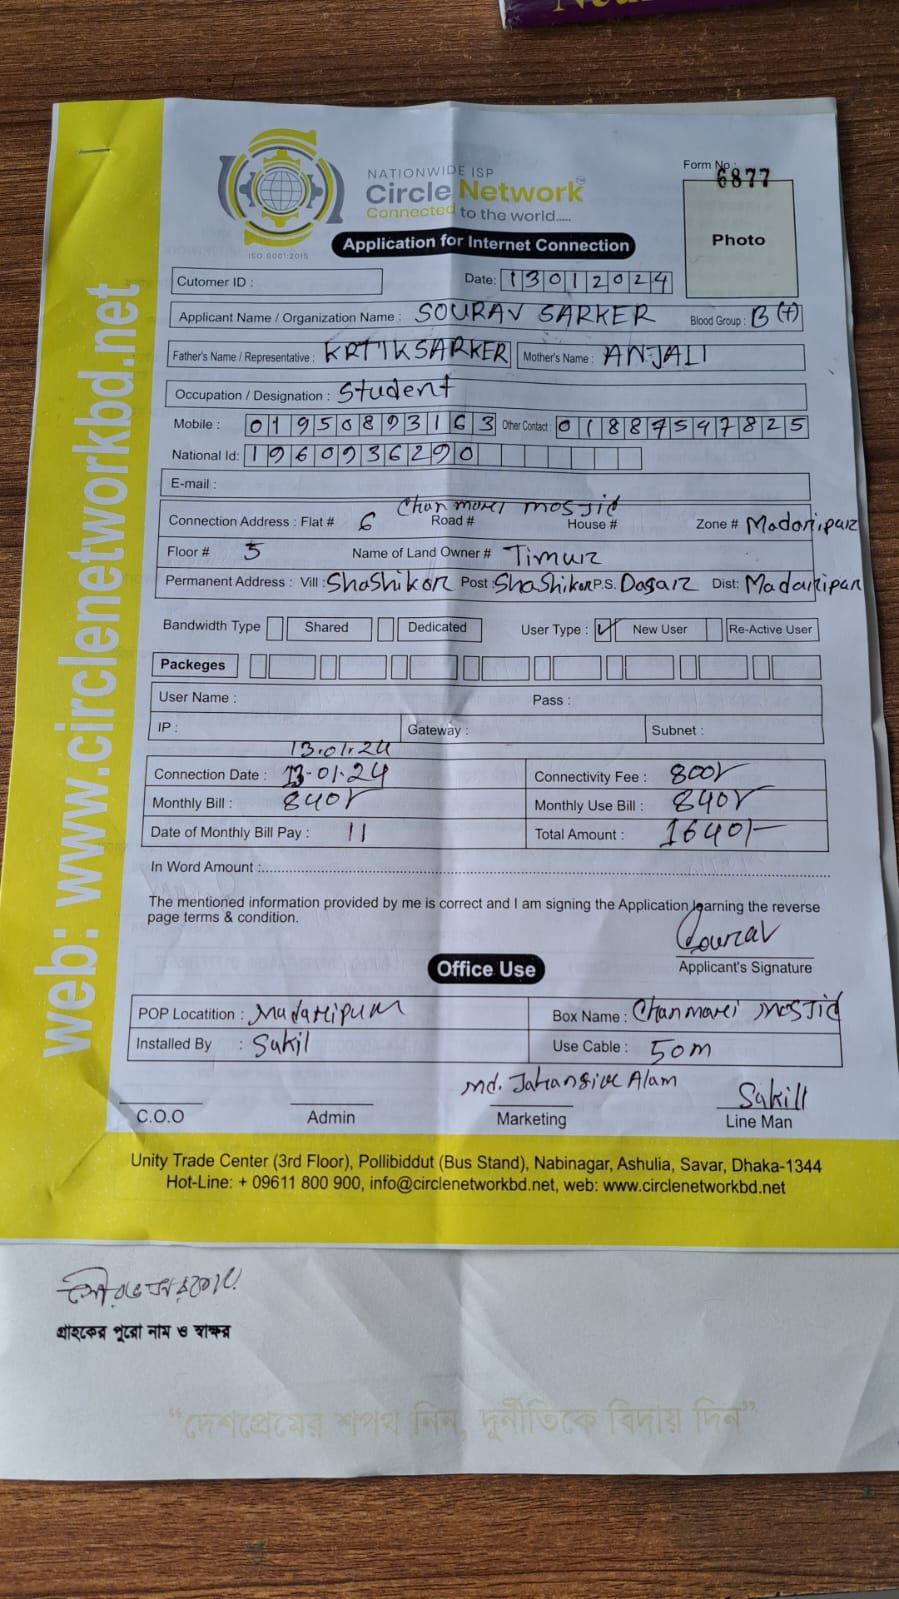 web: www.circlenetworkbd.net
NATIONWIDE ISP
Circle Network
Connected to the world.....
ISO 9001:2015
Form No :
6877
Photo
Application for Internet Connection
Cutomer ID :
Date: 13012024
Applicant Name / Organization Name : SOURAV SARKER Blood Group : B(+)
Father's Name / Representative : KRTIKSARKER Mother's Name : ANJALI
Occupation / Designation : Student
Mobile : 01950893163 Other Contact : 01887597825
National Id: 1960936290
E-mail :
Chanmarei mosjid
Connection Address : Flat # 6 Road # House # Zone # Madaripur
Floor # 5 Name of Land Owner # Timur
Permanent Address : Vill : Shashikor Post : Shashikor P.S. Dasar Dist: Madaripur
Bandwidth Type Shared Dedicated User Type : ✓ New User Re-Active User
Packeges
User Name : Pass :
IP : Gateway : Subnet :
13.01.24
Connection Date : 13-01-24 Connectivity Fee : 800/
Monthly Bill : 840/ Monthly Use Bill : 840/
Date of Monthly Bill Pay : 11 Total Amount : 1640/-
In Word Amount :
The mentioned information provided by me is correct and I am signing the Application learning the reverse
page terms & condition.
Sourav
Applicant's Signature
Office Use
POP Locatition : Madaripur Box Name : Chanmarei mosjid
Installed By : Sakil Use Cable : 50m
Md. Jahangir Alam Sakill
C.O.O Admin Marketing Line Man
Unity Trade Center (3rd Floor), Pollibiddut (Bus Stand), Nabinagar, Ashulia, Savar, Dhaka-1344
Hot-Line: + 09611 800 900, info@circlenetworkbd.net, web: www.circlenetworkbd.net
সৌরভ সরকার
গ্রাহকের পুরো নাম ও স্বাক্ষর
“দেশপ্রেমের শপথ নিন, দুর্নীতিকে বিদায় দিন”